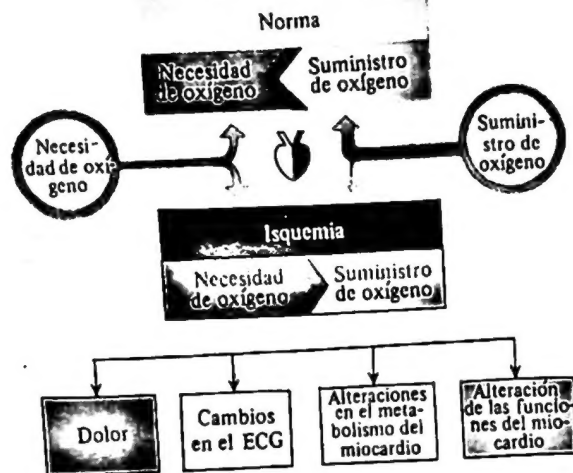 Norma
Necesidad
de oxígeno
Suministro
de oxígeno
Necesi-
dad de oxí-
geno
Suminis-
tro de
oxígeno
Isquemia
Necesidad
de oxígeno
Suministro
de oxígeno
Dolor
Cambios
en el ECG
Alteraciones
en el meta-
bolismo del
miocardio
Alteración
de las funcio-
nes del mio-
cardio